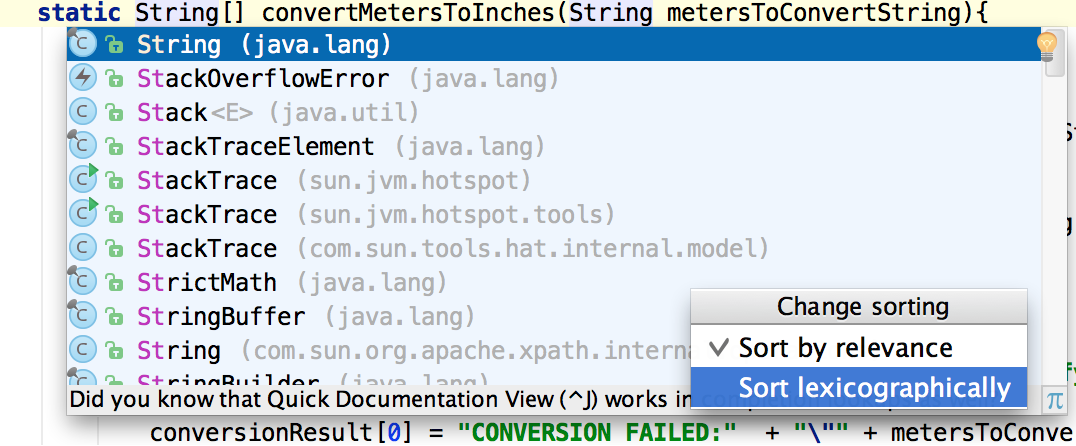 static String[] convertMetersToInches(String metersToConvertString){
String (java.lang)
StackOverflowError (java.lang)
Stack<E> (java.util)
StackTraceElement (java.lang)
StackTrace (sun.jvm.hotspot)
StackTrace (sun.jvm.hotspot.tools)
StackTrace (com.sun.tools.hat.internal.model)
StrictMath (java.lang)
StringBuffer (java.lang)
String (com.sun.org.apache.xpath.interna
StringBuilder (java.lang)
Change sorting
Sort by relevance
Sort lexicographically
Did you know that Quick Documentation View (^J) works in
π
conversionResult[0] = "CONVERSION FAILED:" + "\"" + metersToConve